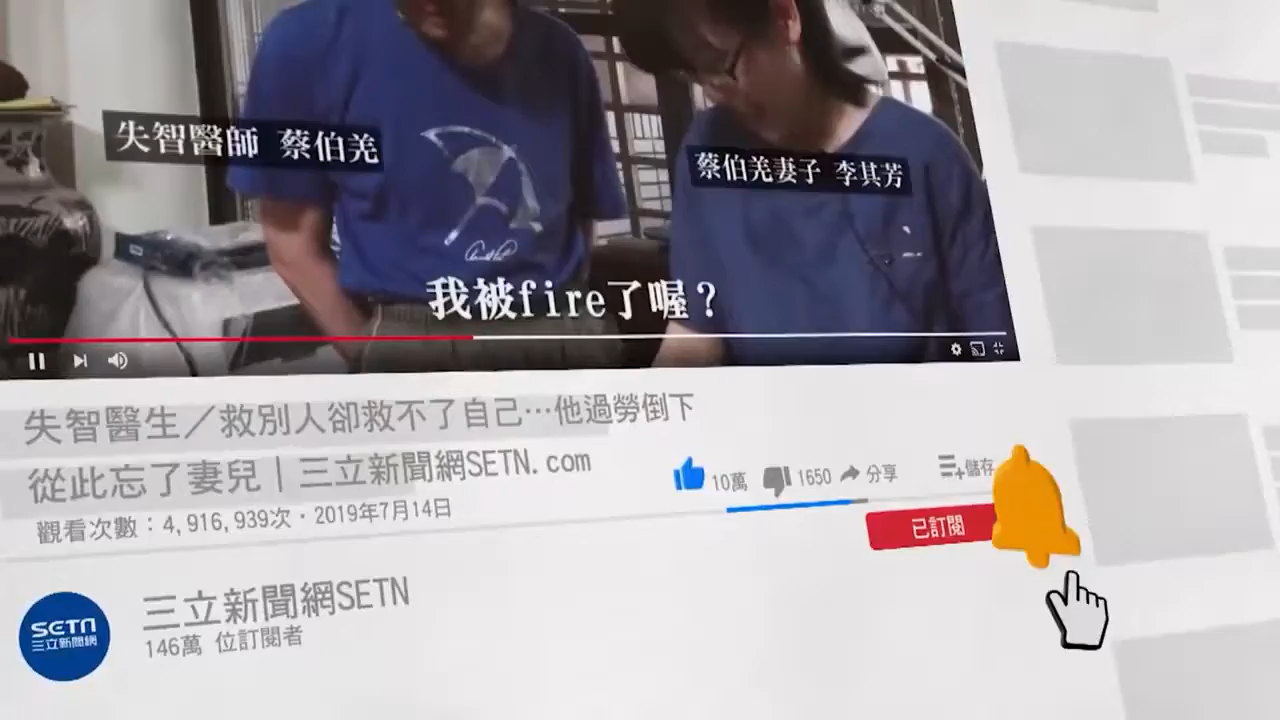 失智醫師 蔡伯羌
蔡伯羌妻子 李其芳
我被fire了喔？
失智醫生／救別人卻救不了自己…他過勞倒下
從此忘了妻兒｜三立新聞網SETN.com
10萬
1650
分享
儲存
觀看次數：4,916,939次・2019年7月14日
已訂閱
三立新聞網SETN
146萬 位訂閱者
SETN
三立新聞網